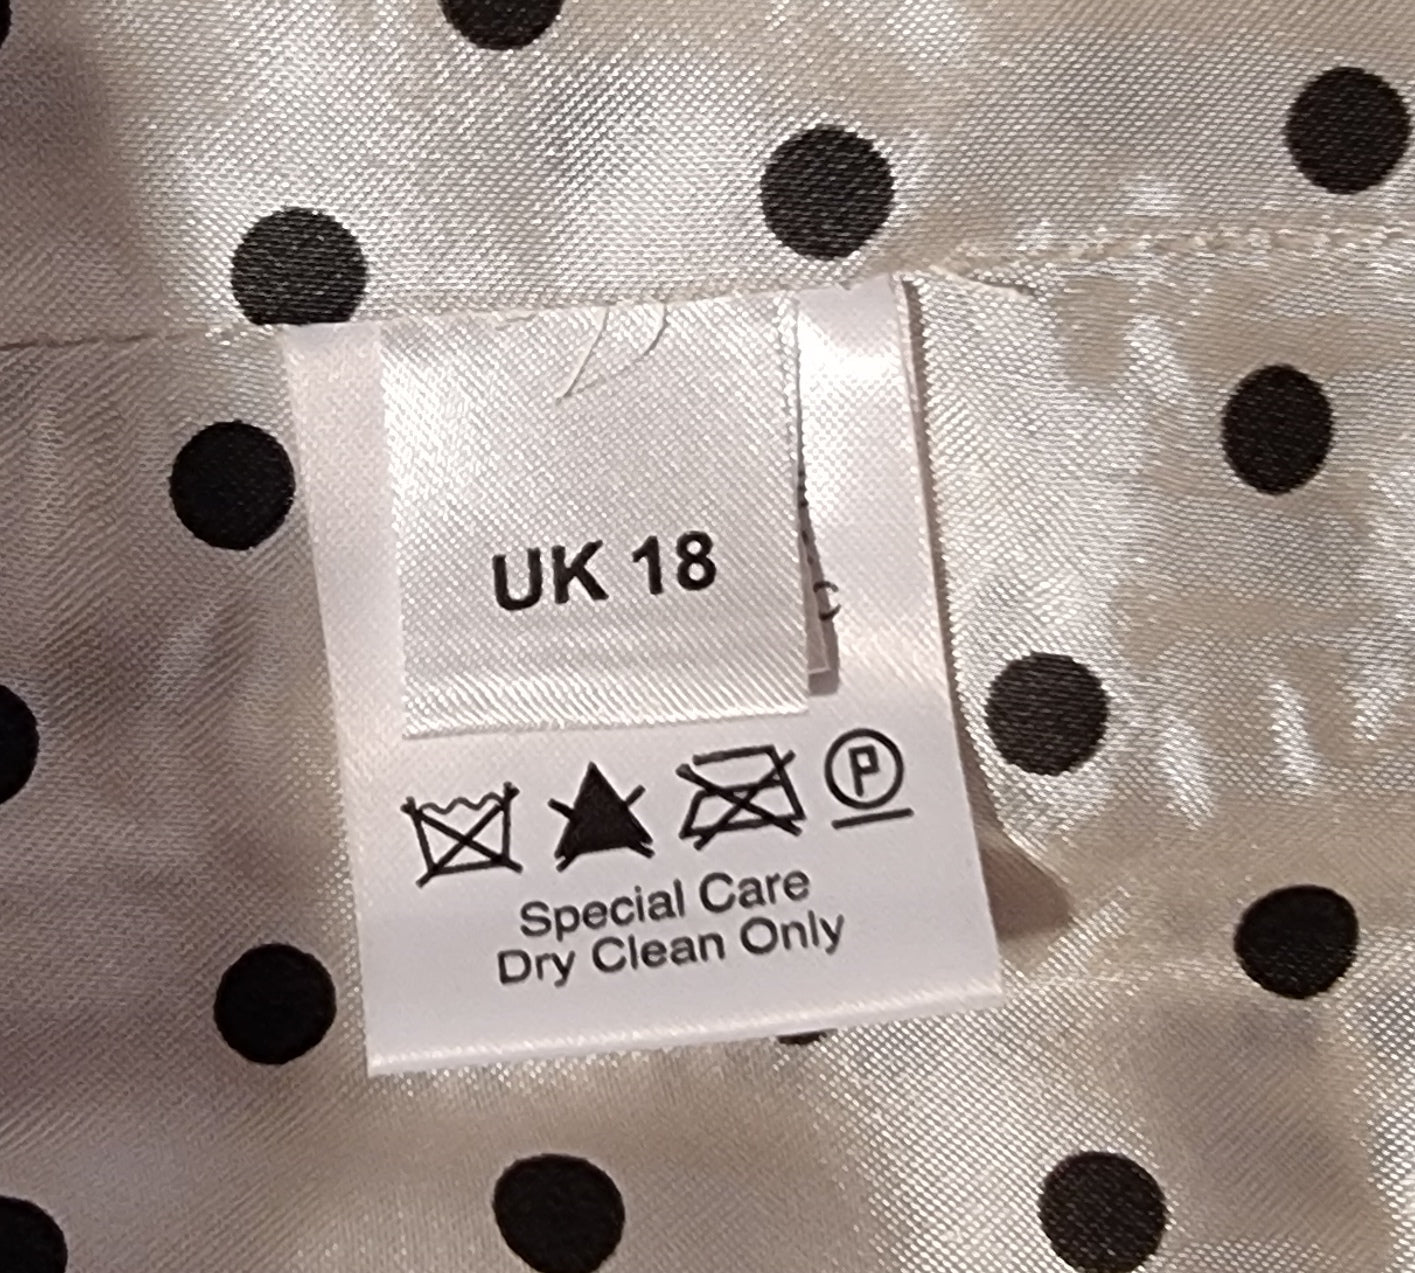 UK 18
C
P
Special Care
Dry Clean Only